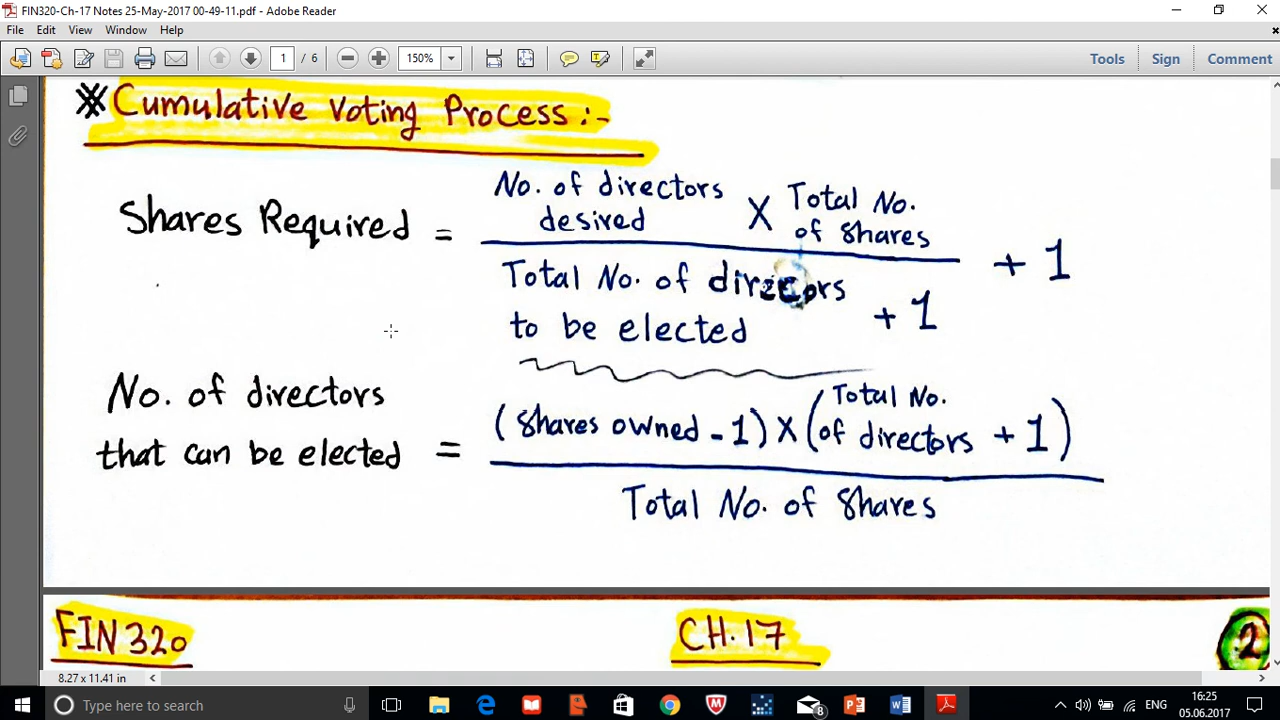 FIN320-Ch-17 Notes 25-May-2017 00-49-11.pdf - Adobe Reader
File Edit View Window Help
1 / 6 150% Tools Sign Comment
Cumulative Voting Process:-
Shares Required = No. of directors desired X Total No. of shares + 1
Total No. of directors to be elected + 1
No. of directors that can be elected = (shares owned - 1) X (Total No. of directors + 1)
Total No. of shares
FIN 320 CH. 17 2
8.27 x 11.41 in
Type here to search 8 ENG 16:25
05.06.2017